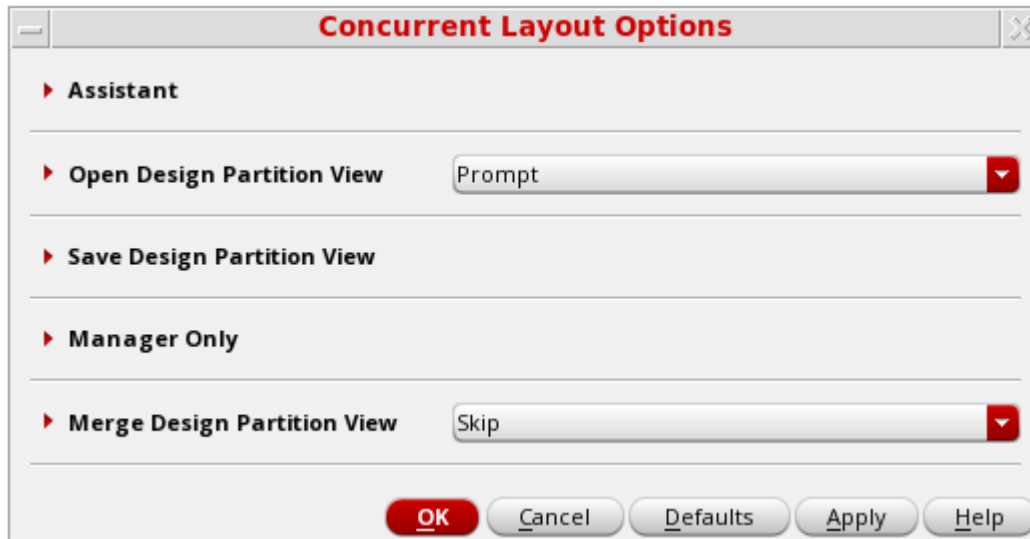 Concurrent Layout Options
Assistant
Open Design Partition View Prompt
Save Design Partition View
Manager Only
Merge Design Partition View Skip
OK Cancel Defaults Apply Help